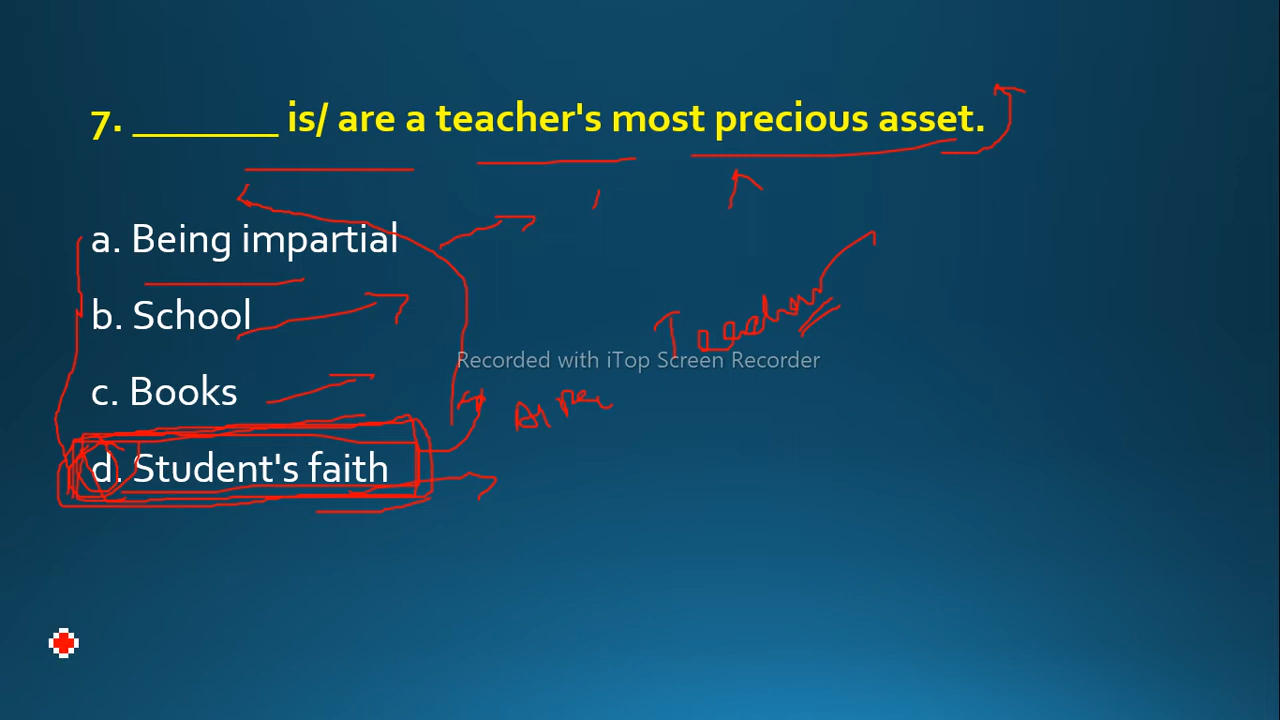 7. _______ is/ are a teacher's most precious asset.
a. Being impartial
b. School
Teacher
Recorded with iTop Screen Recorder
c. Books
d. Student's faith